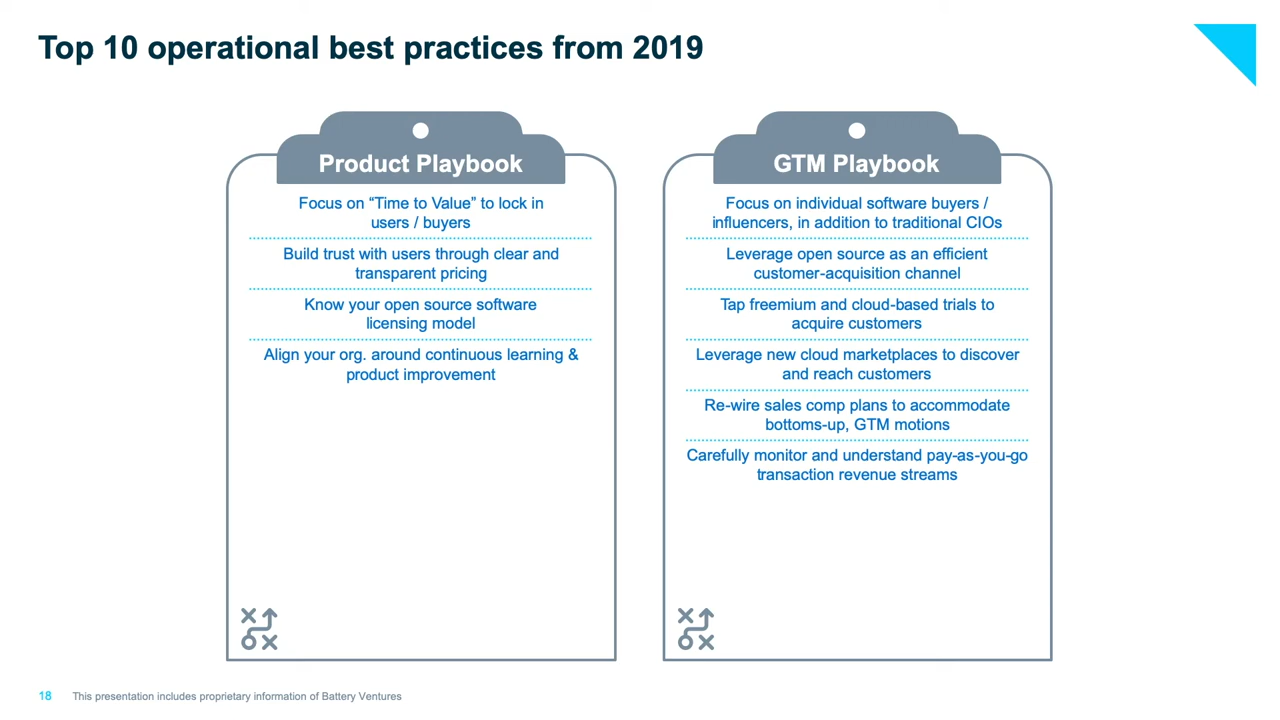 Top 10 operational best practices from 2019
Product Playbook
Focus on “Time to Value” to lock in
users / buyers
Build trust with users through clear and
transparent pricing
Know your open source software
licensing model
Align your org. around continuous learning &
product improvement
GTM Playbook
Focus on individual software buyers /
influencers, in addition to traditional CIOs
Leverage open source as an efficient
customer-acquisition channel
Tap freemium and cloud-based trials to
acquire customers
Leverage new cloud marketplaces to discover
and reach customers
Re-wire sales comp plans to accommodate
bottoms-up, GTM motions
Carefully monitor and understand pay-as-you-go
transaction revenue streams
18 This presentation includes proprietary information of Battery Ventures